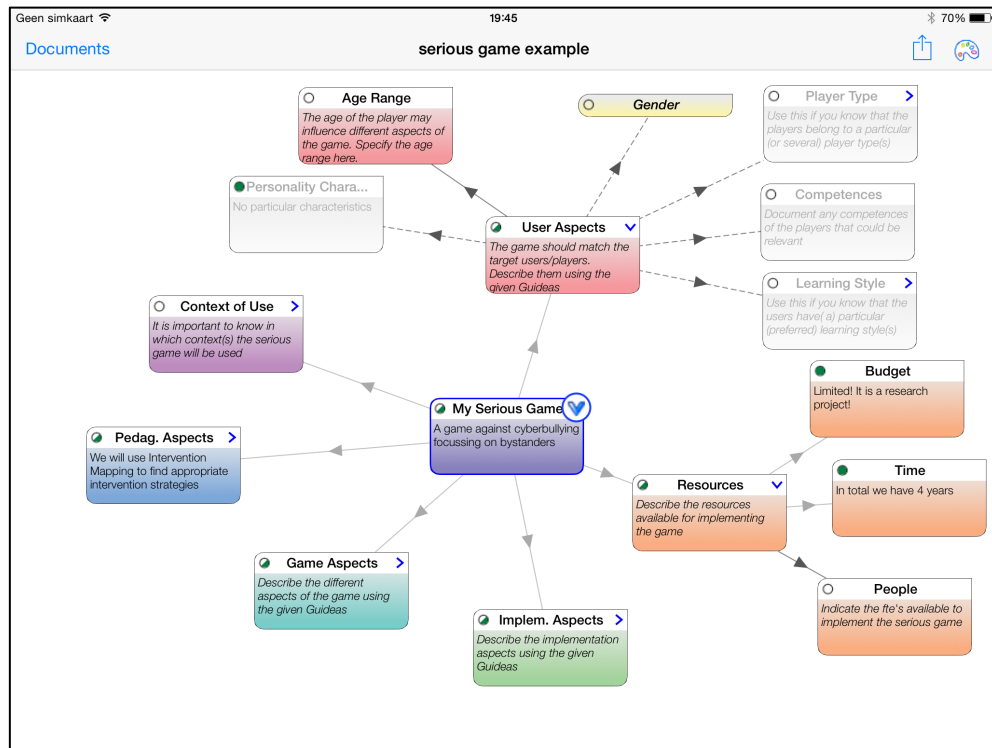 Geen simkaart
19:45
70%
Documents
serious game example
Age Range
The age of the player may
influence different aspects of
the game. Specify the age
range here.
Gender
Player Type
Use this if you know that the
players belong to a particular
(or several) player type(s)
Personality Chara...
No particular characteristics
Competences
Document any competences
of the players that could be
relevant
User Aspects
The game should match the
target users/players.
Describe them using the
given Guideas
Learning Style
Use this if you know that the
users have( a) particular
(preferred) learning style(s)
Context of Use
It is important to know in
which context(s) the serious
game will be used
Budget
Limited! It is a research
project!
My Serious Game
A game against cyberbullying
focussing on bystanders
Pedag. Aspects
We will use Intervention
Mapping to find appropriate
intervention strategies
Time
In total we have 4 years
Resources
Describe the resources
available for implementing
the game
Game Aspects
Describe the different
aspects of the game using
the given Guideas
People
Indicate the fte's available to
implement the serious game
Implem. Aspects
Describe the implementation
aspects using the given
Guideas